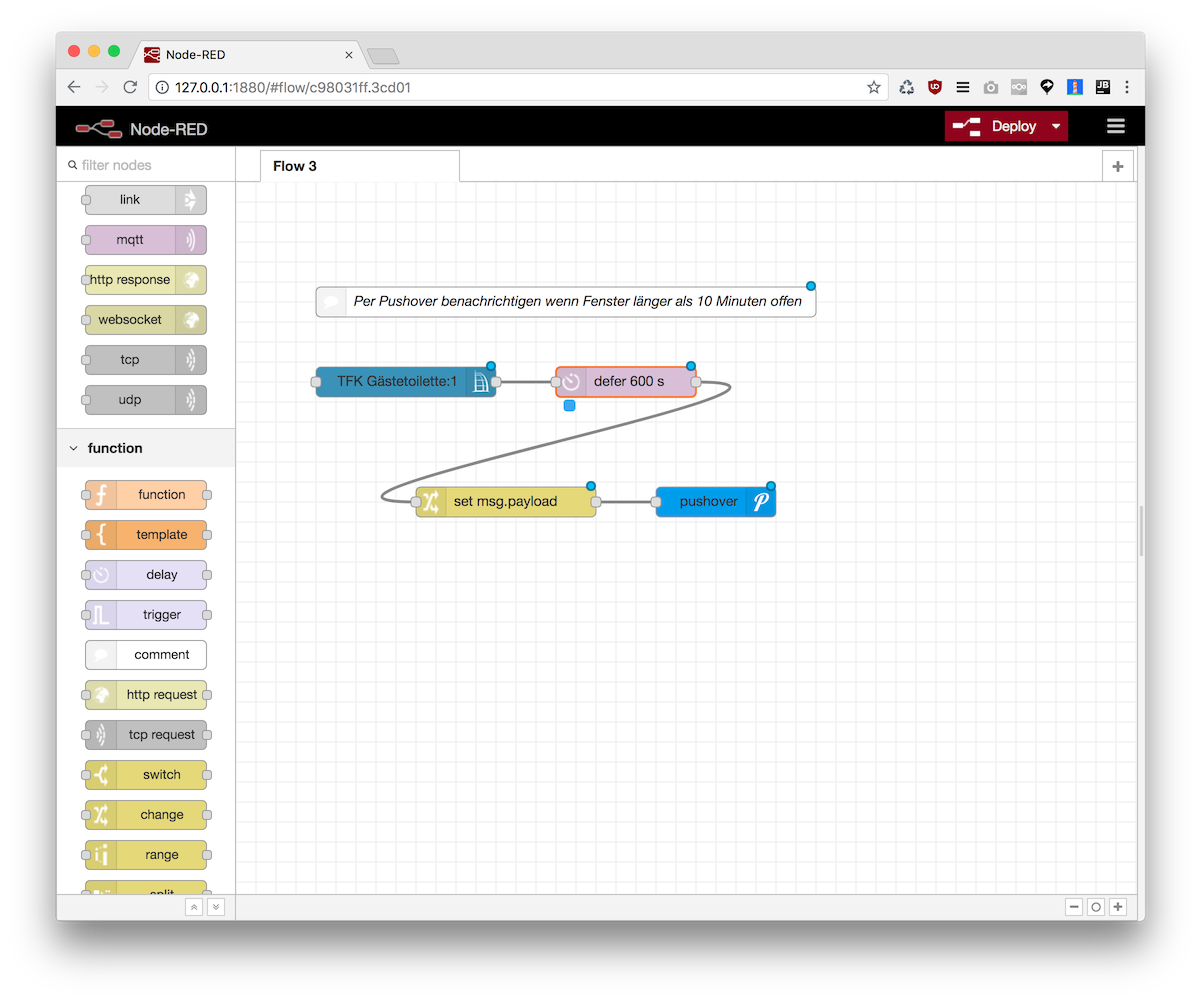 Node-RED
127.0.0.1:1880/#flow/c98031ff.3cd01
Node-RED
Deploy
filter nodes
Flow 3
link
mqtt
http response
websocket
tcp
udp
function
function
template
delay
trigger
comment
http request
tcp request
switch
change
range
split
Per Pushover benachrichtigen wenn Fenster länger als 10 Minuten offen
TFK Gästetoilette:1
defer 600 s
set msg.payload
pushover